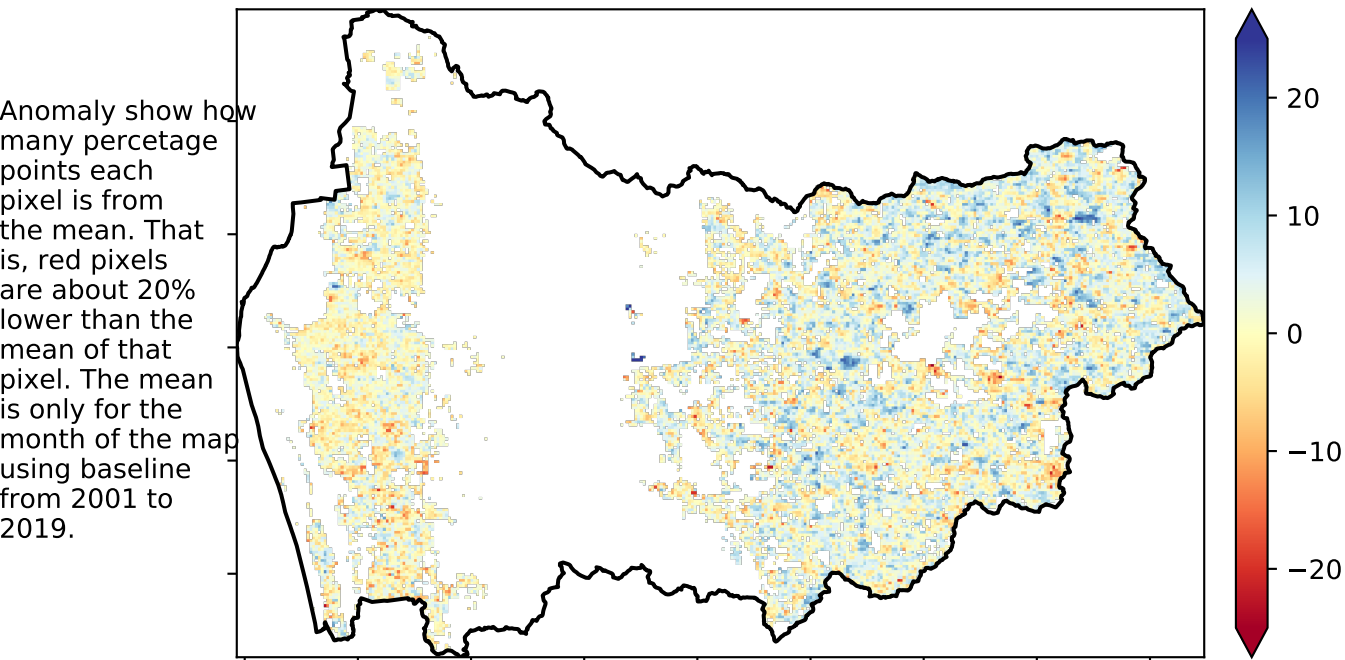 Anomaly show how
many percetage
points each
pixel is from
the mean. That
is, red pixels
are about 20%
lower than the
mean of that
pixel. The mean
is only for the
month of the map
using baseline
from 2001 to
2019.
20
10
0
−10
−20